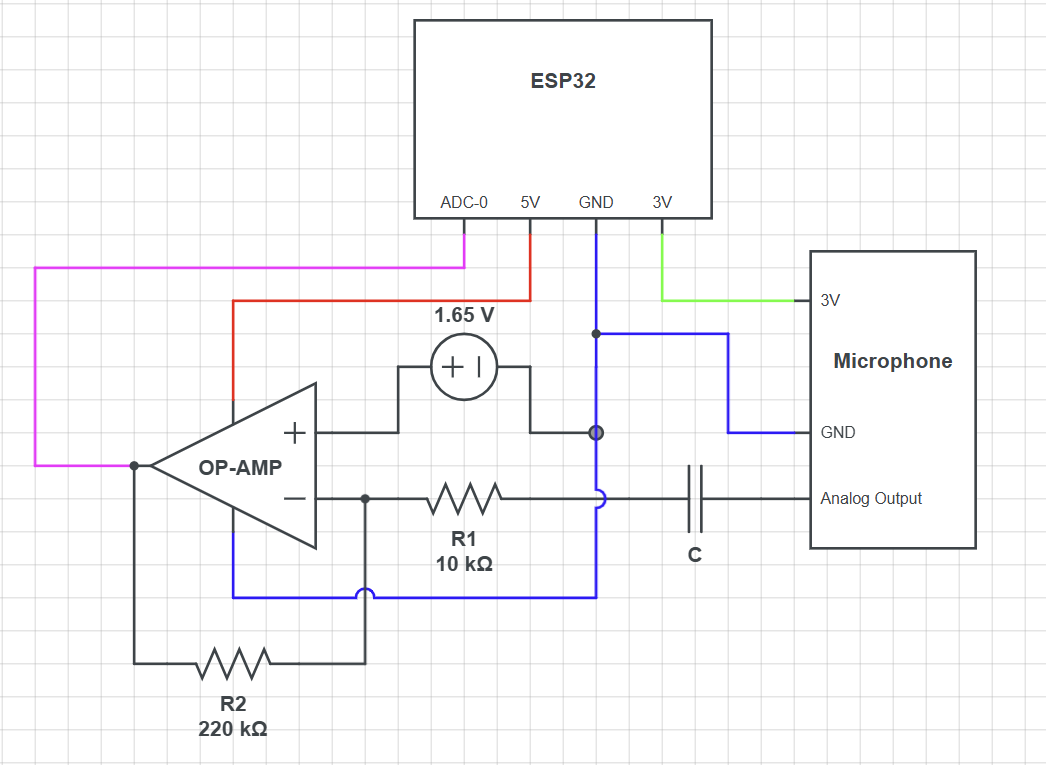 ESP32
ADC-0 5V GND 3V
1.65 V
3V
Microphone
GND
OP-AMP
Analog Output
R1
10 kΩ
C
R2
220 kΩ